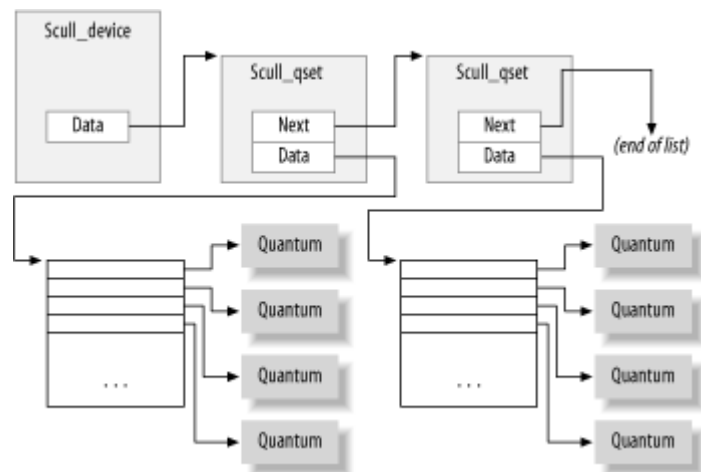 Scull_device
Scull_qset
Scull_qset
Data
Next
Next
Data
Data
(end of list)
Quantum
Quantum
Quantum
Quantum
. . .
Quantum
Quantum
Quantum
Quantum
. . .